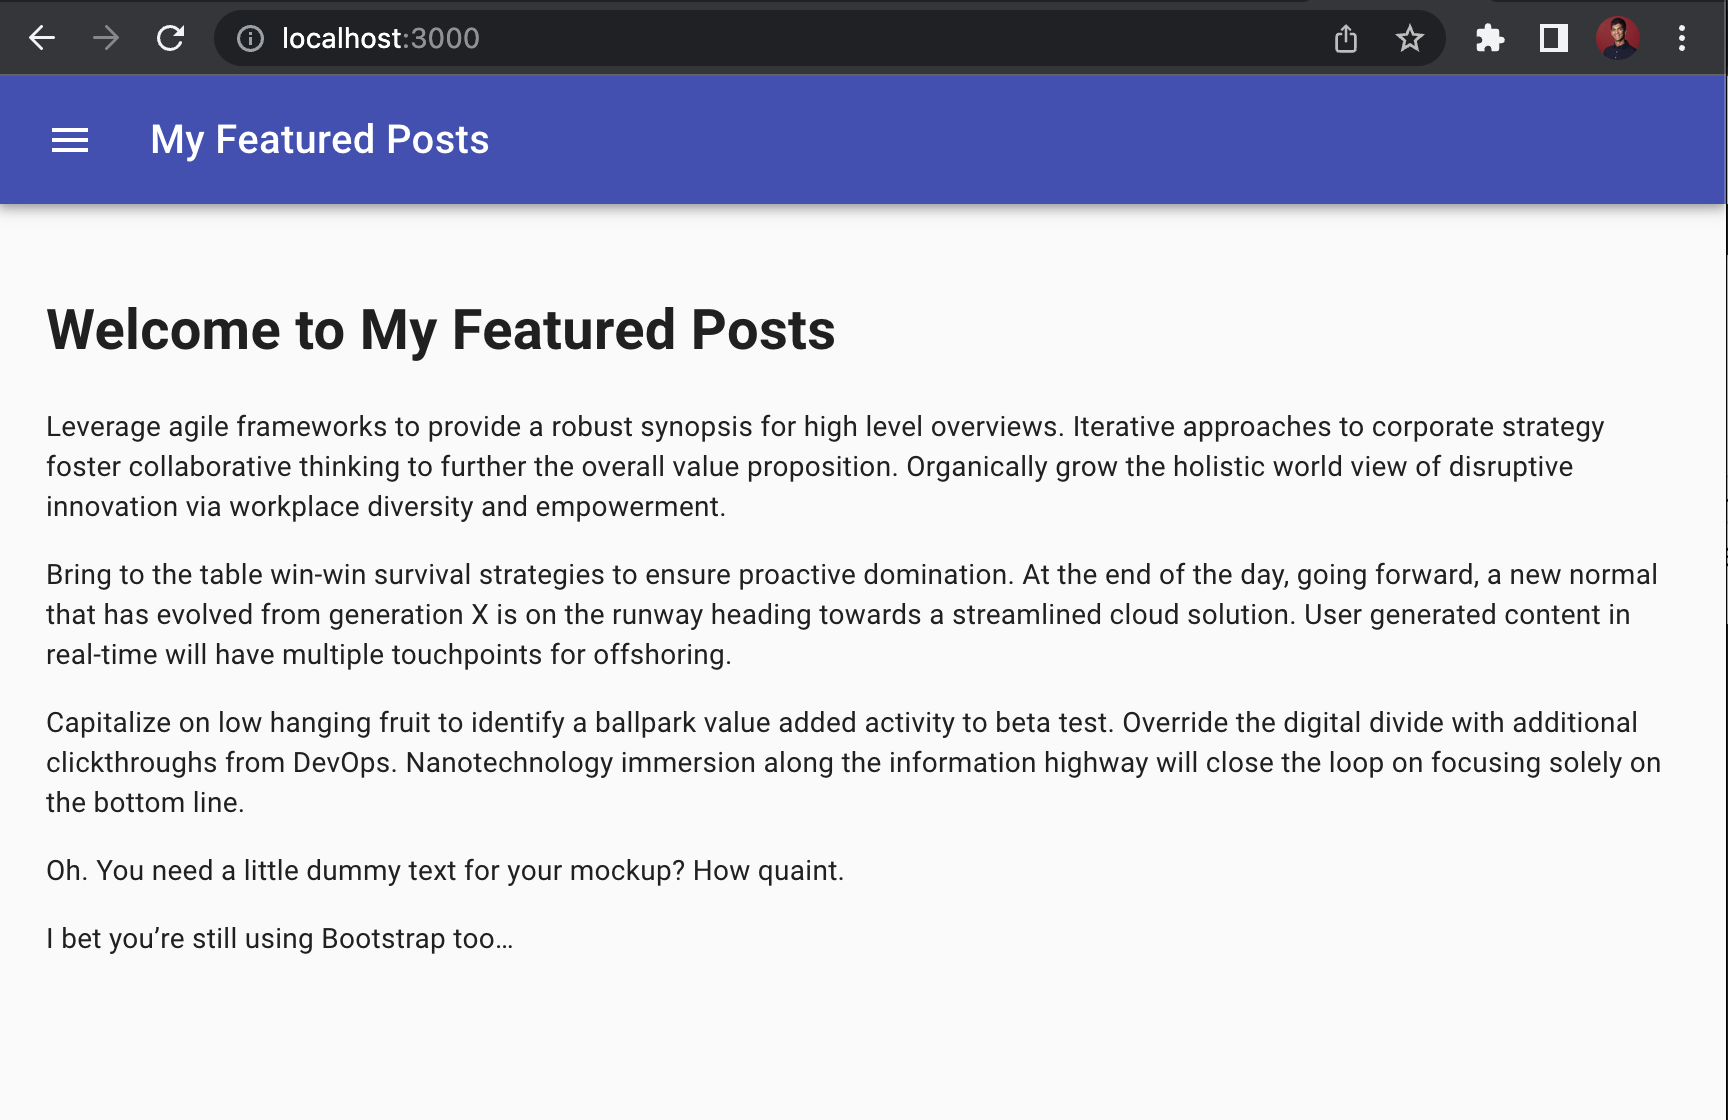 localhost:3000
My Featured Posts
Welcome to My Featured Posts
Leverage agile frameworks to provide a robust synopsis for high level overviews. Iterative approaches to corporate strategy
foster collaborative thinking to further the overall value proposition. Organically grow the holistic world view of disruptive
innovation via workplace diversity and empowerment.
Bring to the table win-win survival strategies to ensure proactive domination. At the end of the day, going forward, a new normal
that has evolved from generation X is on the runway heading towards a streamlined cloud solution. User generated content in
real-time will have multiple touchpoints for offshoring.
Capitalize on low hanging fruit to identify a ballpark value added activity to beta test. Override the digital divide with additional
clickthroughs from DevOps. Nanotechnology immersion along the information highway will close the loop on focusing solely on
the bottom line.
Oh. You need a little dummy text for your mockup? How quaint.
I bet you’re still using Bootstrap too…